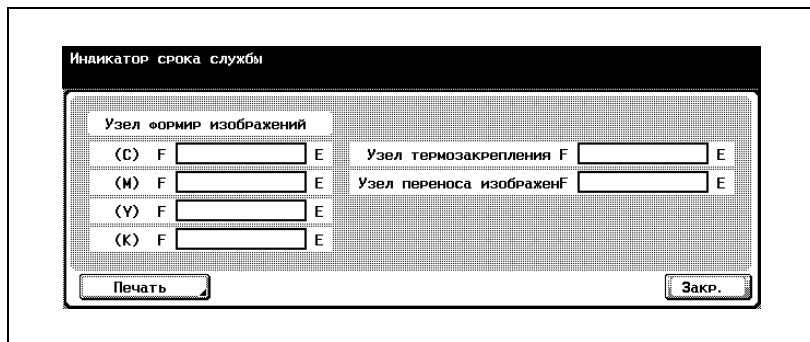 Индикатор срока службы
Узел формир изображений
(C) F E Узел термозакрепления F E
(M) F E Узел переноса изображенF E
(Y) F E
(K) F E
Печать Закр.